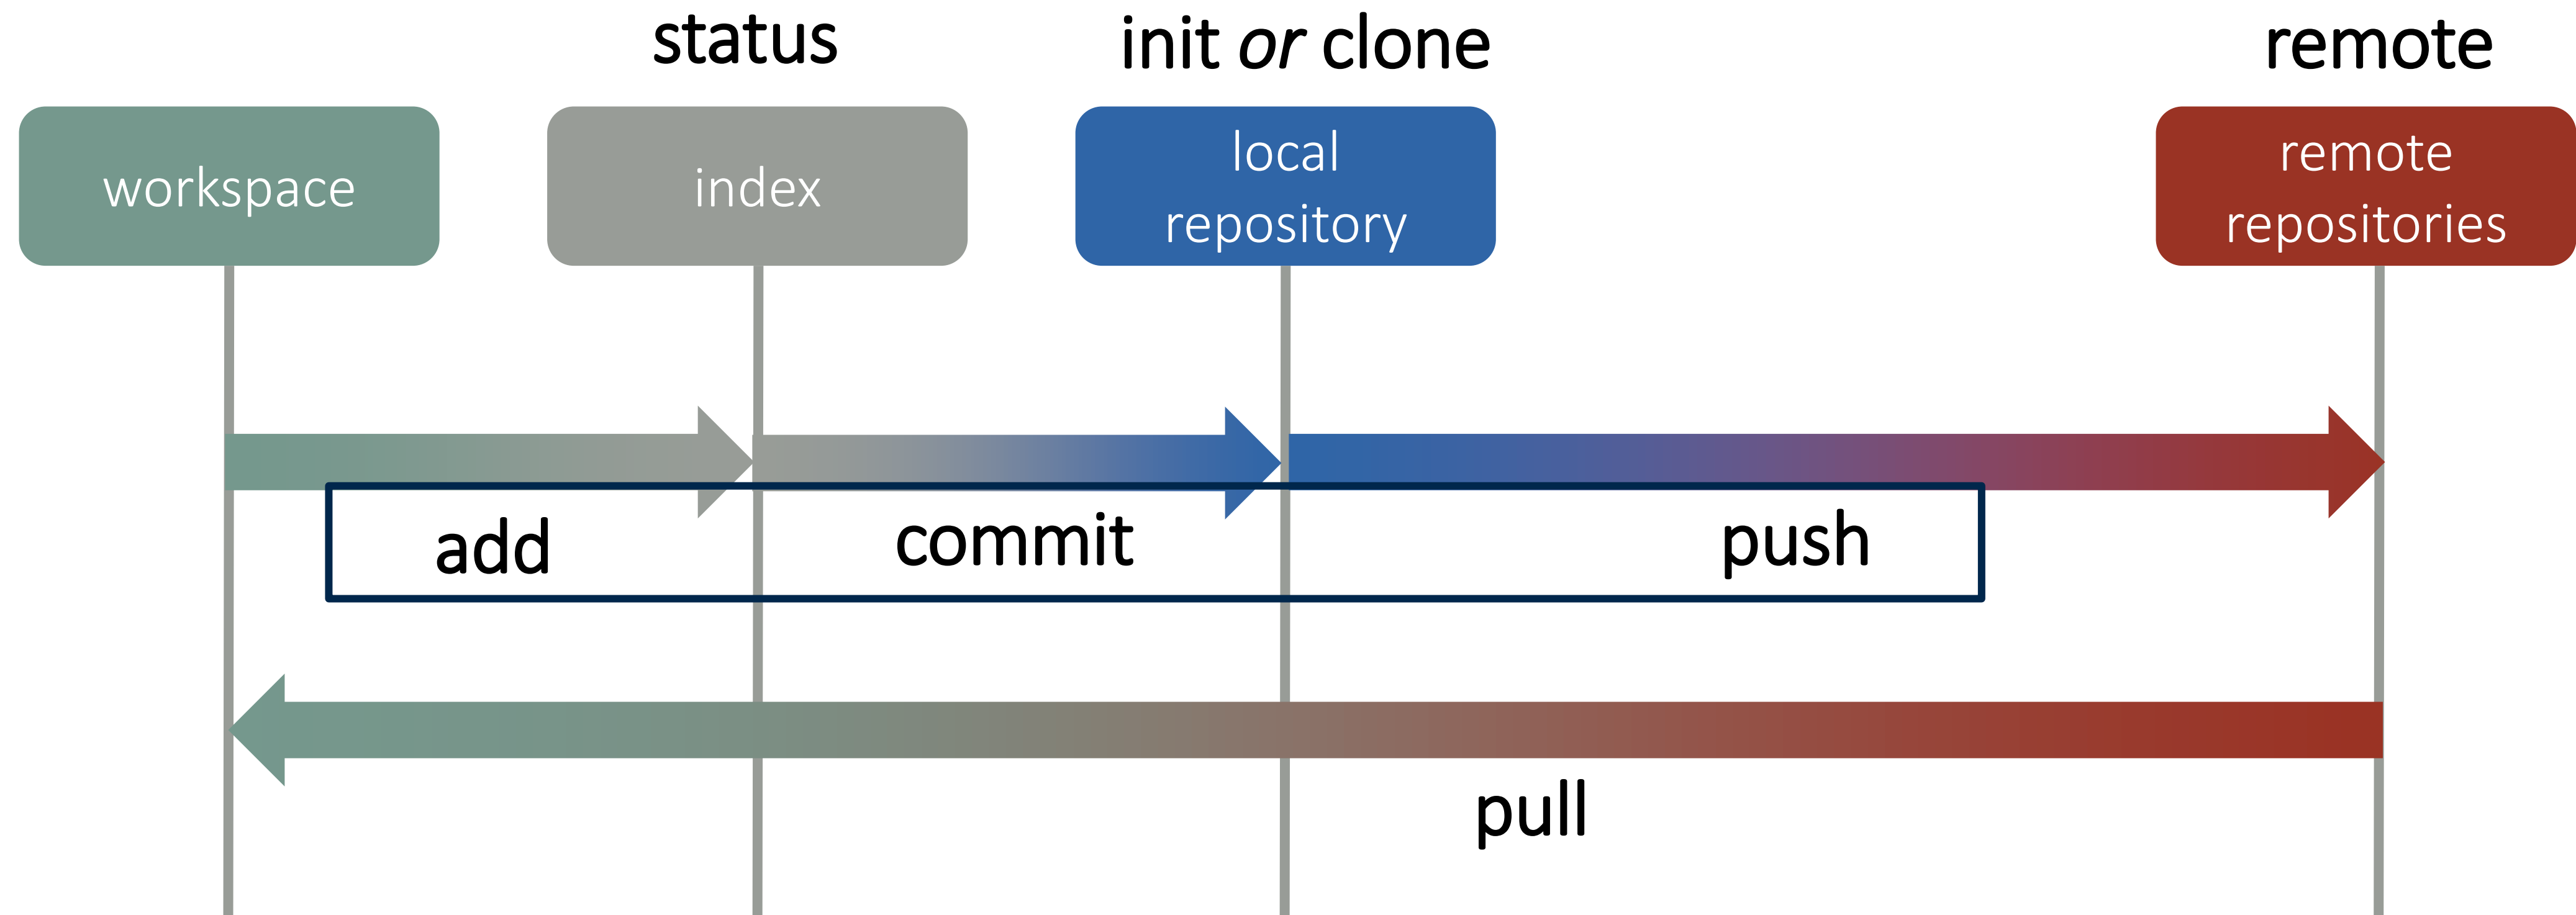 status
init or clone
remote
workspace
index
local
repository
remote
repositories
add
commit
push
pull